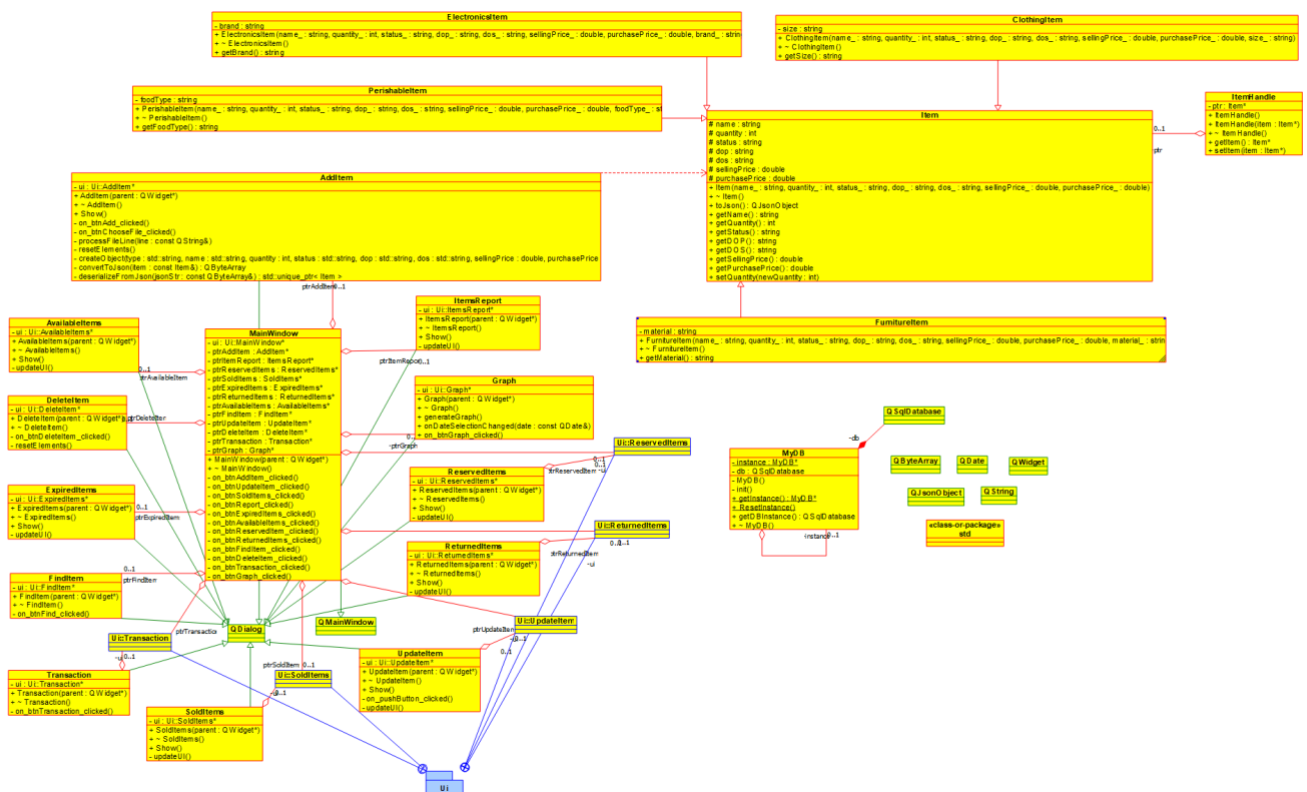 ElectronicsItem
- brand : string
+ ElectronicsItem(name_ : string, quantity_ : int, status_ : string, dop_ : string, dos_ : string, sellingPrice_ : double, purchasePrice_ : double, brand_ : strin
+ ~ ElectronicsItem()
+ getBrand() : string
ClothingItem
- size : string
+ ClothingItem(name_ : string, quantity_ : int, status_ : string, dop_ : string, dos_ : string, sellingPrice_ : double, purchasePrice_ : double, size_ : string)
+ ~ ClothingItem()
+ getSize() : string
PerishableItem
- foodType : string
+ PerishableItem(name_ : string, quantity_ : int, status_ : string, dop_ : string, dos_ : string, sellingPrice_ : double, purchasePrice_ : double, foodType_ : st
+ ~ PerishableItem()
+ getFoodType() : string
ItemHandle
- ptr : Item*
+ ItemHandle()
+ ItemHandle(item : Item*)
+ ~ ItemHandle()
+ getItem() : Item*
+ setItem(item : Item*)
0..1
-ptr
Item
# name : string
# quantity : int
# status : string
# dop : string
# dos : string
# sellingPrice : double
# purchasePrice : double
+ Item(name_ : string, quantity_ : int, status_ : string, dop_ : string, dos_ : string, sellingPrice_ : double, purchasePrice_ : double)
+ ~ Item()
+ toJson() : QJsonObject
+ getName() : string
+ getQuantity() : int
+ getStatus() : string
+ getDOP() : string
+ getDOS() : string
+ getSellingPrice() : double
+ getPurchasePrice() : double
+ setQuantity(newQuantity : int)
AddItem
- ui : Ui::AddItem*
+ AddItem(parent : QWidget*)
+ ~ AddItem()
+ Show()
- on_btnAdd_clicked()
- on_btnChooseFile_clicked()
- processFileLine(line : const QString&)
- resetElements()
- createObject(type : std::string, name : std::string, quantity : int, status : std::string, dop : std::string, dos : std::string, sellingPrice : double, purchasePrice
- convertToJson(item : const Item&) : QByteArray
- deserializeFromJson(jsonStr : const QByteArray&) : std::unique_ptr< Item >
ptrAddItem0..1
FurnitureItem
- material : string
+ FurnitureItem(name_ : string, quantity_ : int, status_ : string, dop_ : string, dos_ : string, sellingPrice_ : double, purchasePrice_ : double, material_ : strin
+ ~ FurnitureItem()
+ getMaterial() : string
ItemsReport
- ui : Ui::ItemsReport*
+ ItemsReport(parent : QWidget*)
+ ~ ItemsReport()
+ Show()
- updateUI()
ptrItemReport0..1
AvailableItems
- ui : Ui::AvailableItems*
+ AvailableItems(parent : QWidget*)
+ ~ AvailableItems()
+ Show()
- updateUI()
0..1
ptrAvailableItem
MainWindow
- ui : Ui::MainWindow*
- ptrAddItem : AddItem*
- ptrItemReport : ItemsReport*
- ptrReservedItems : ReservedItems*
- ptrSoldItems : SoldItems*
- ptrExpiredItems : ExpiredItems*
- ptrReturnedItems : ReturnedItems*
- ptrAvailableItems : AvailableItems*
- ptrFindItem : FindItem*
- ptrUpdateItem : UpdateItem*
- ptrDeleteItem : DeleteItem*
- ptrTransaction : Transaction*
- ptrGraph : Graph*
+ MainWindow(parent : QWidget*)
+ ~ MainWindow()
- on_btnAddItem_clicked()
- on_btnUpdateItem_clicked()
- on_btnSoldItems_clicked()
- on_btnReport_clicked()
- on_btnExpiredItems_clicked()
- on_btnAvailableItems_clicked()
- on_btnReservedItem_clicked()
- on_btnReturnedItems_clicked()
- on_btnFindItem_clicked()
- on_btnDeleteItem_clicked()
- on_btnTransaction_clicked()
- on_btnGraph_clicked()
Graph
- ui : Ui::Graph*
+ Graph(parent : QWidget*)
+ ~ Graph()
+ generateGraph()
- onDateSelectionChanged(date : const QDate&)
+ on_btnGraph_clicked()
-ptrGraph
DeleteItem
- ui : Ui::DeleteItem*
+ DeleteItem(parent : QWidget*)
+ ~ DeleteItem()
- on_btnDeleteItem_clicked()
- resetElements()
ptrDeleteItem
ExpiredItems
- ui : Ui::ExpiredItems*
+ ExpiredItems(parent : QWidget*)
+ ~ ExpiredItems()
+ Show()
- updateUI()
0..1
ptrExpiredItem
FindItem
- ui : Ui::FindItem*
+ FindItem(parent : QWidget*)
+ ~ FindItem()
- on_btnFind_clicked()
0..1
ptrFindItem
Ui::ReservedItems
0..1
ptrReservedItem -ui
ReservedItems
- ui : Ui::ReservedItems*
+ ReservedItems(parent : QWidget*)
+ ~ ReservedItems()
+ Show()
- updateUI()
Ui::ReturnedItems
ptrReturnedItem
-ui
ReturnedItems
- ui : Ui::ReturnedItems*
+ ReturnedItems(parent : QWidget*)
+ ~ ReturnedItems()
+ Show()
- updateUI()
QSqlDatabase
-db
MyDB
- instance : MyDB*
- db : QSqlDatabase
- MyDB()
- init()
+ getInstance() : MyDB*
+ ResetInstance()
+ getDBInstance() : QSqlDatabase
+ ~ MyDB()
-instance 0..1
QByteArray
QDate
QWidget
QJsonObject
QString
«class-or-package»
std
QDialog
QMainWindow
Ui::Transaction
ptrTransaction
0..1
Transaction
- ui : Ui::Transaction*
+ Transaction(parent : QWidget*)
+ ~ Transaction()
- on_btnTransaction_clicked()
Ui::UpdateItem
ptrUpdateItem
0..1
UpdateItem
- ui : Ui::UpdateItem*
+ UpdateItem(parent : QWidget*)
+ ~ UpdateItem()
+ Show()
- on_pushButton_clicked()
- updateUI()
ptrSoldItem 0..1
Ui::SoldItems
SoldItems
- ui : Ui::SoldItems*
+ SoldItems(parent : QWidget*)
+ ~ SoldItems()
+ Show()
- updateUI()
Ui